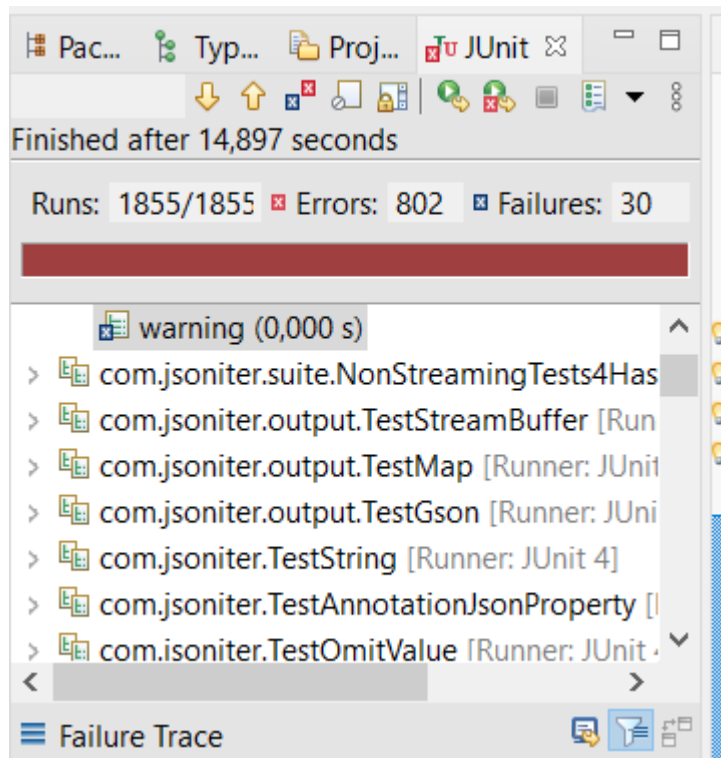 Pac... Typ... Proj... JUnit
Finished after 14,897 seconds
Runs: 1855/1855 Errors: 802 Failures: 30
warning (0,000 s)
com.jsoniter.suite.NonStreamingTests4Has
com.jsoniter.output.TestStreamBuffer [Run
com.jsoniter.output.TestMap [Runner: JUnit
com.jsoniter.output.TestGson [Runner: JUni
com.jsoniter.TestString [Runner: JUnit 4]
com.jsoniter.TestAnnotationJsonProperty [
com.jsoniter.TestOmitValue [Runner: JUnit
Failure Trace